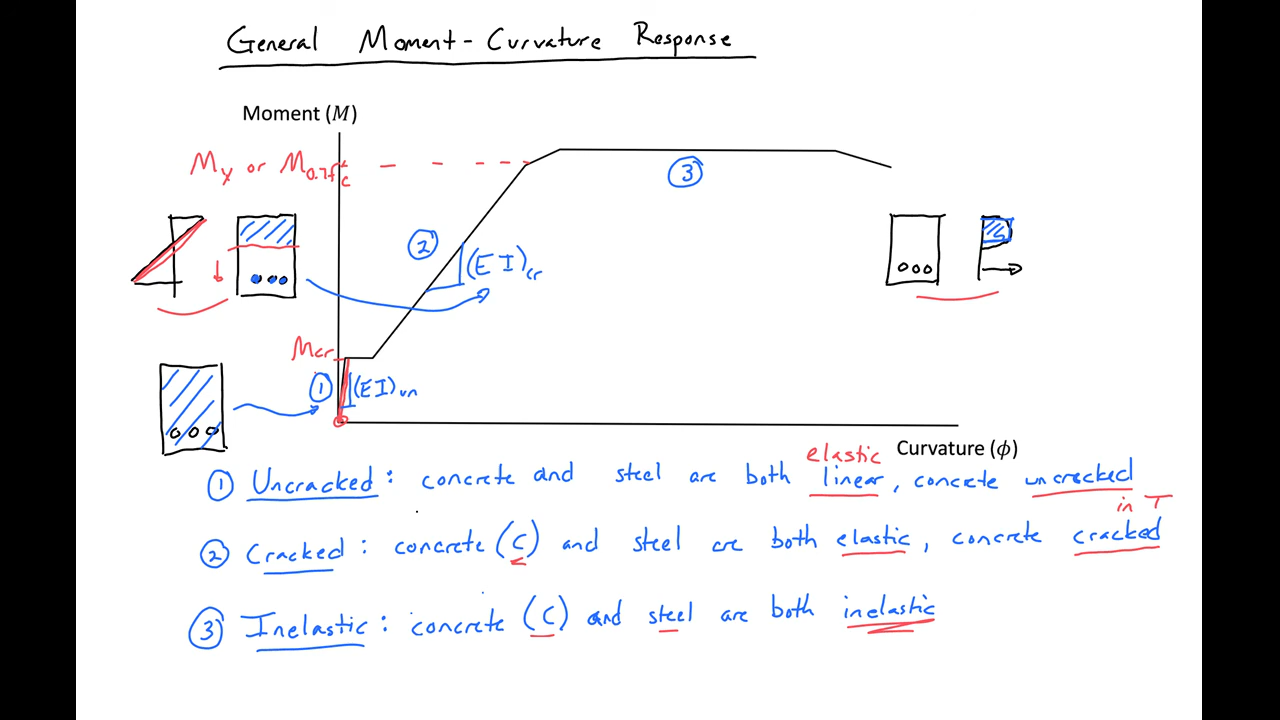 General Moment-Curvature Response
Moment (M)
My or M0.7f'c
③
②
(EI)cr
Mcr
①
(EI)un
Curvature (ϕ)
elastic
① Uncracked: concrete and steel are both linear, concrete uncracked
in T
② Cracked: concrete (C) and steel are both elastic, concrete cracked
③ Inelastic: concrete (C) and steel are both inelastic